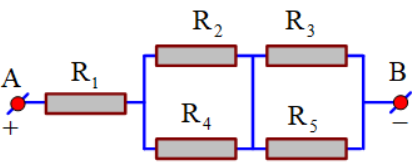 R₂ R₃
A R₁ B
+ R₄ R₅ −